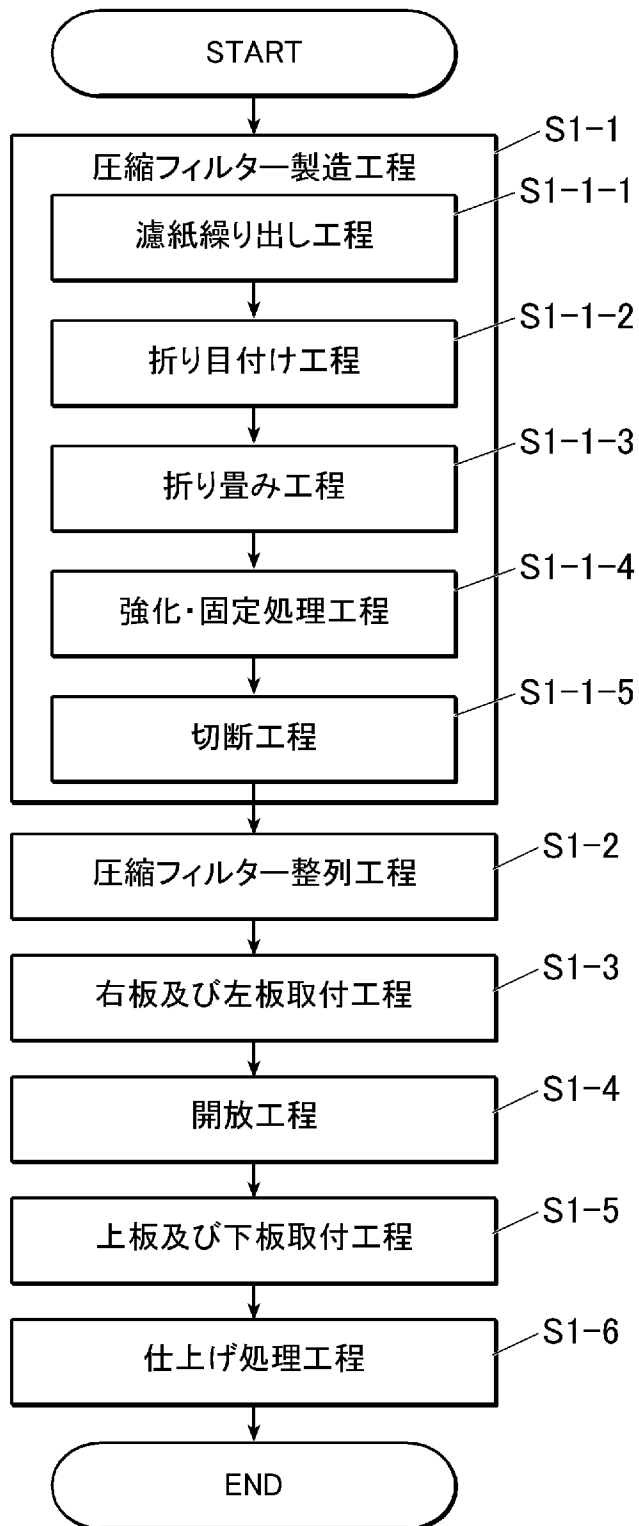 START
S1-1
圧縮フィルター製造工程
S1-1-1
濾紙繰り出し工程
S1-1-2
折り目付け工程
S1-1-3
折り畳み工程
S1-1-4
強化・固定処理工程
S1-1-5
切断工程
S1-2
圧縮フィルター整列工程
S1-3
右板及び左板取付工程
S1-4
開放工程
S1-5
上板及び下板取付工程
S1-6
仕上げ処理工程
END